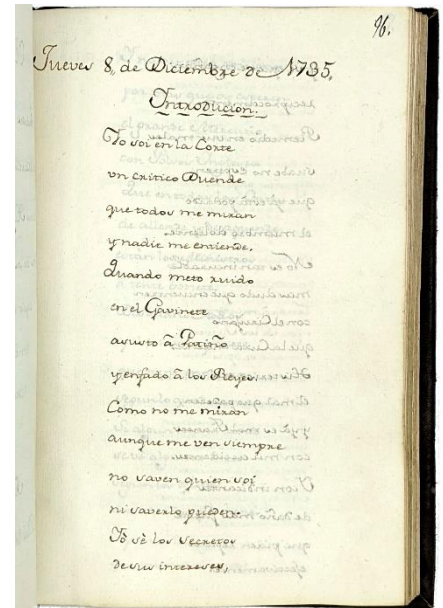 96.
Jueves 8, de Diciembre de 1735,
Introducion.
Yo soi en la Corte
un critico Duende
que todos me miran
y nadie me entiende.
Quando meto ruido
en el Gavinete
asusto â Patiño
y enfado â los Reyes.
Como no me miran
aunque me ven siempre
no saven quien soi
ni saverlo pueden.
Yo sè los secretos
de sus intereses,